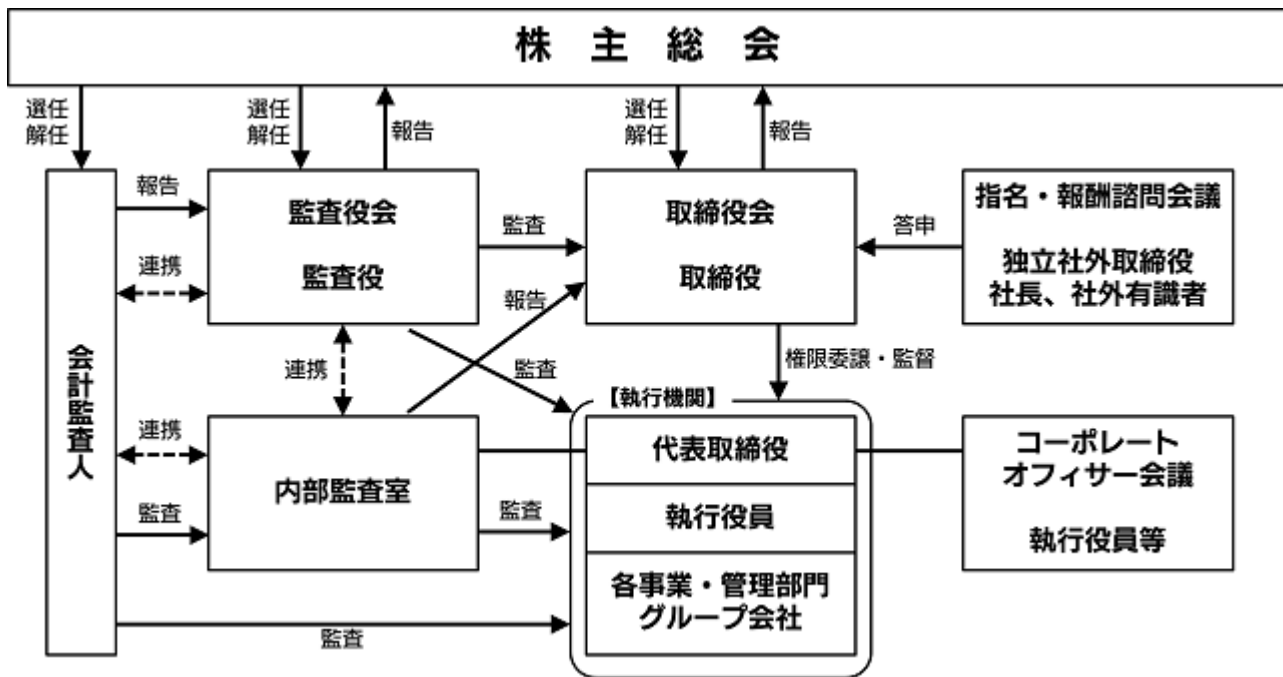 株主総会
選任
解任
選任
解任
報告
選任
解任
報告
会計監査人
報告
連携
監査役会
監査役
監査
取締役会
取締役
答申
指名・報酬諮問会議
独立社外取締役
社長、社外有識者
連携
報告
監査
権限委譲・監督
連携
監査
内部監査室
監査
【執行機関】
代表取締役
執行役員
各事業・管理部門
グループ会社
コーポレート
オフィサー会議
執行役員等
監査